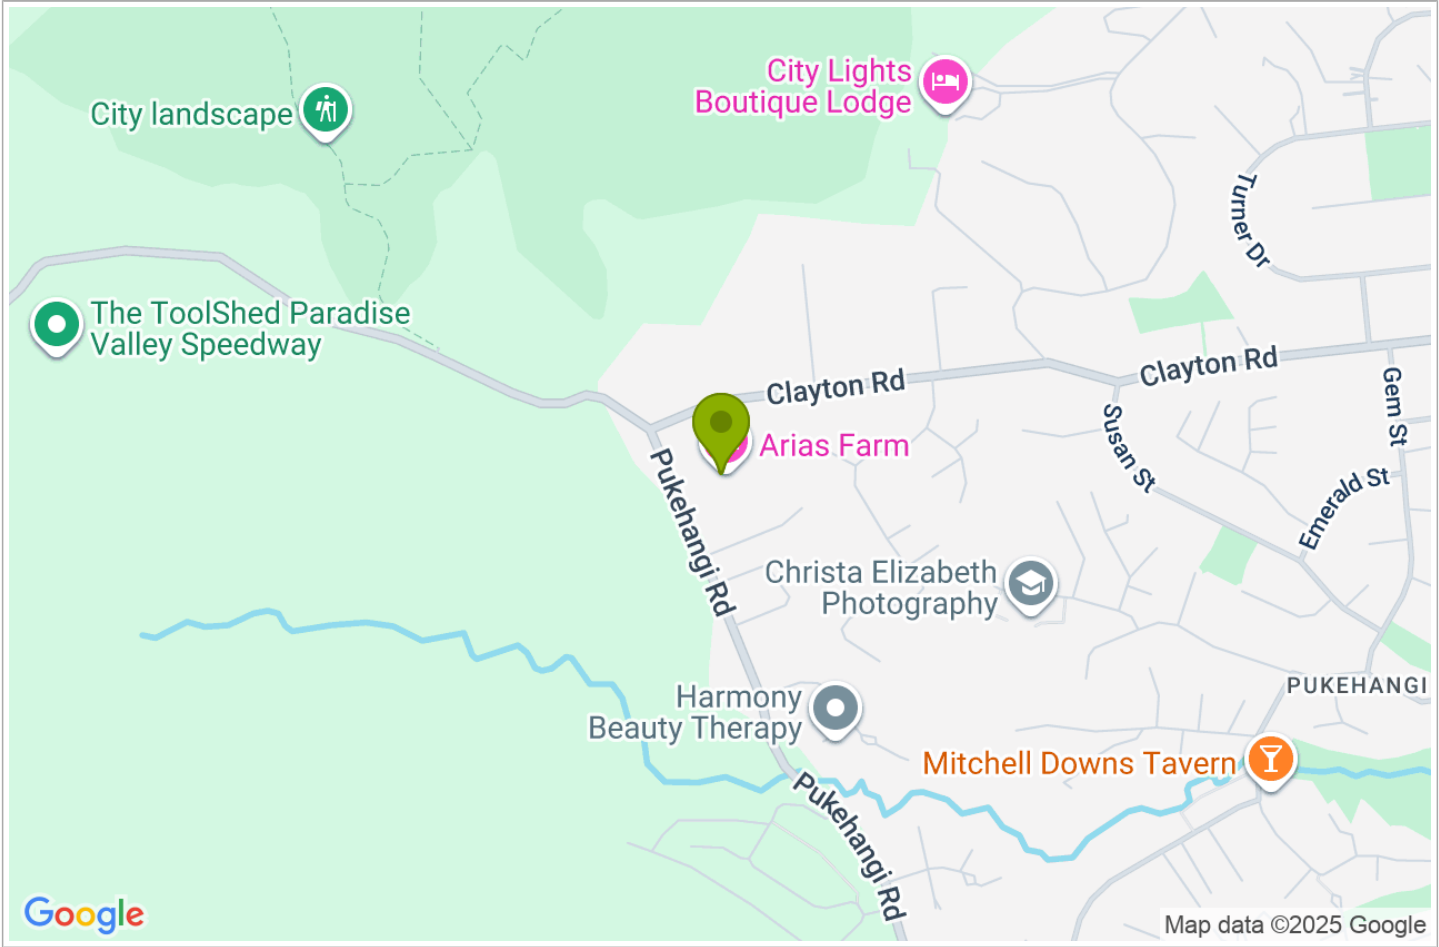 City Lights
Boutique Lodge
City landscape
Turner Dr
The ToolShed Paradise
Valley Speedway
Clayton Rd
Clayton Rd
Gem St
Susan St
Arias Farm
Pukehangi Rd
Emerald St
Christa Elizabeth
Photography
PUKEHANGI
Harmony
Beauty Therapy
Mitchell Downs Tavern
Pukehangi Rd
Google
Map data ©2025 Google